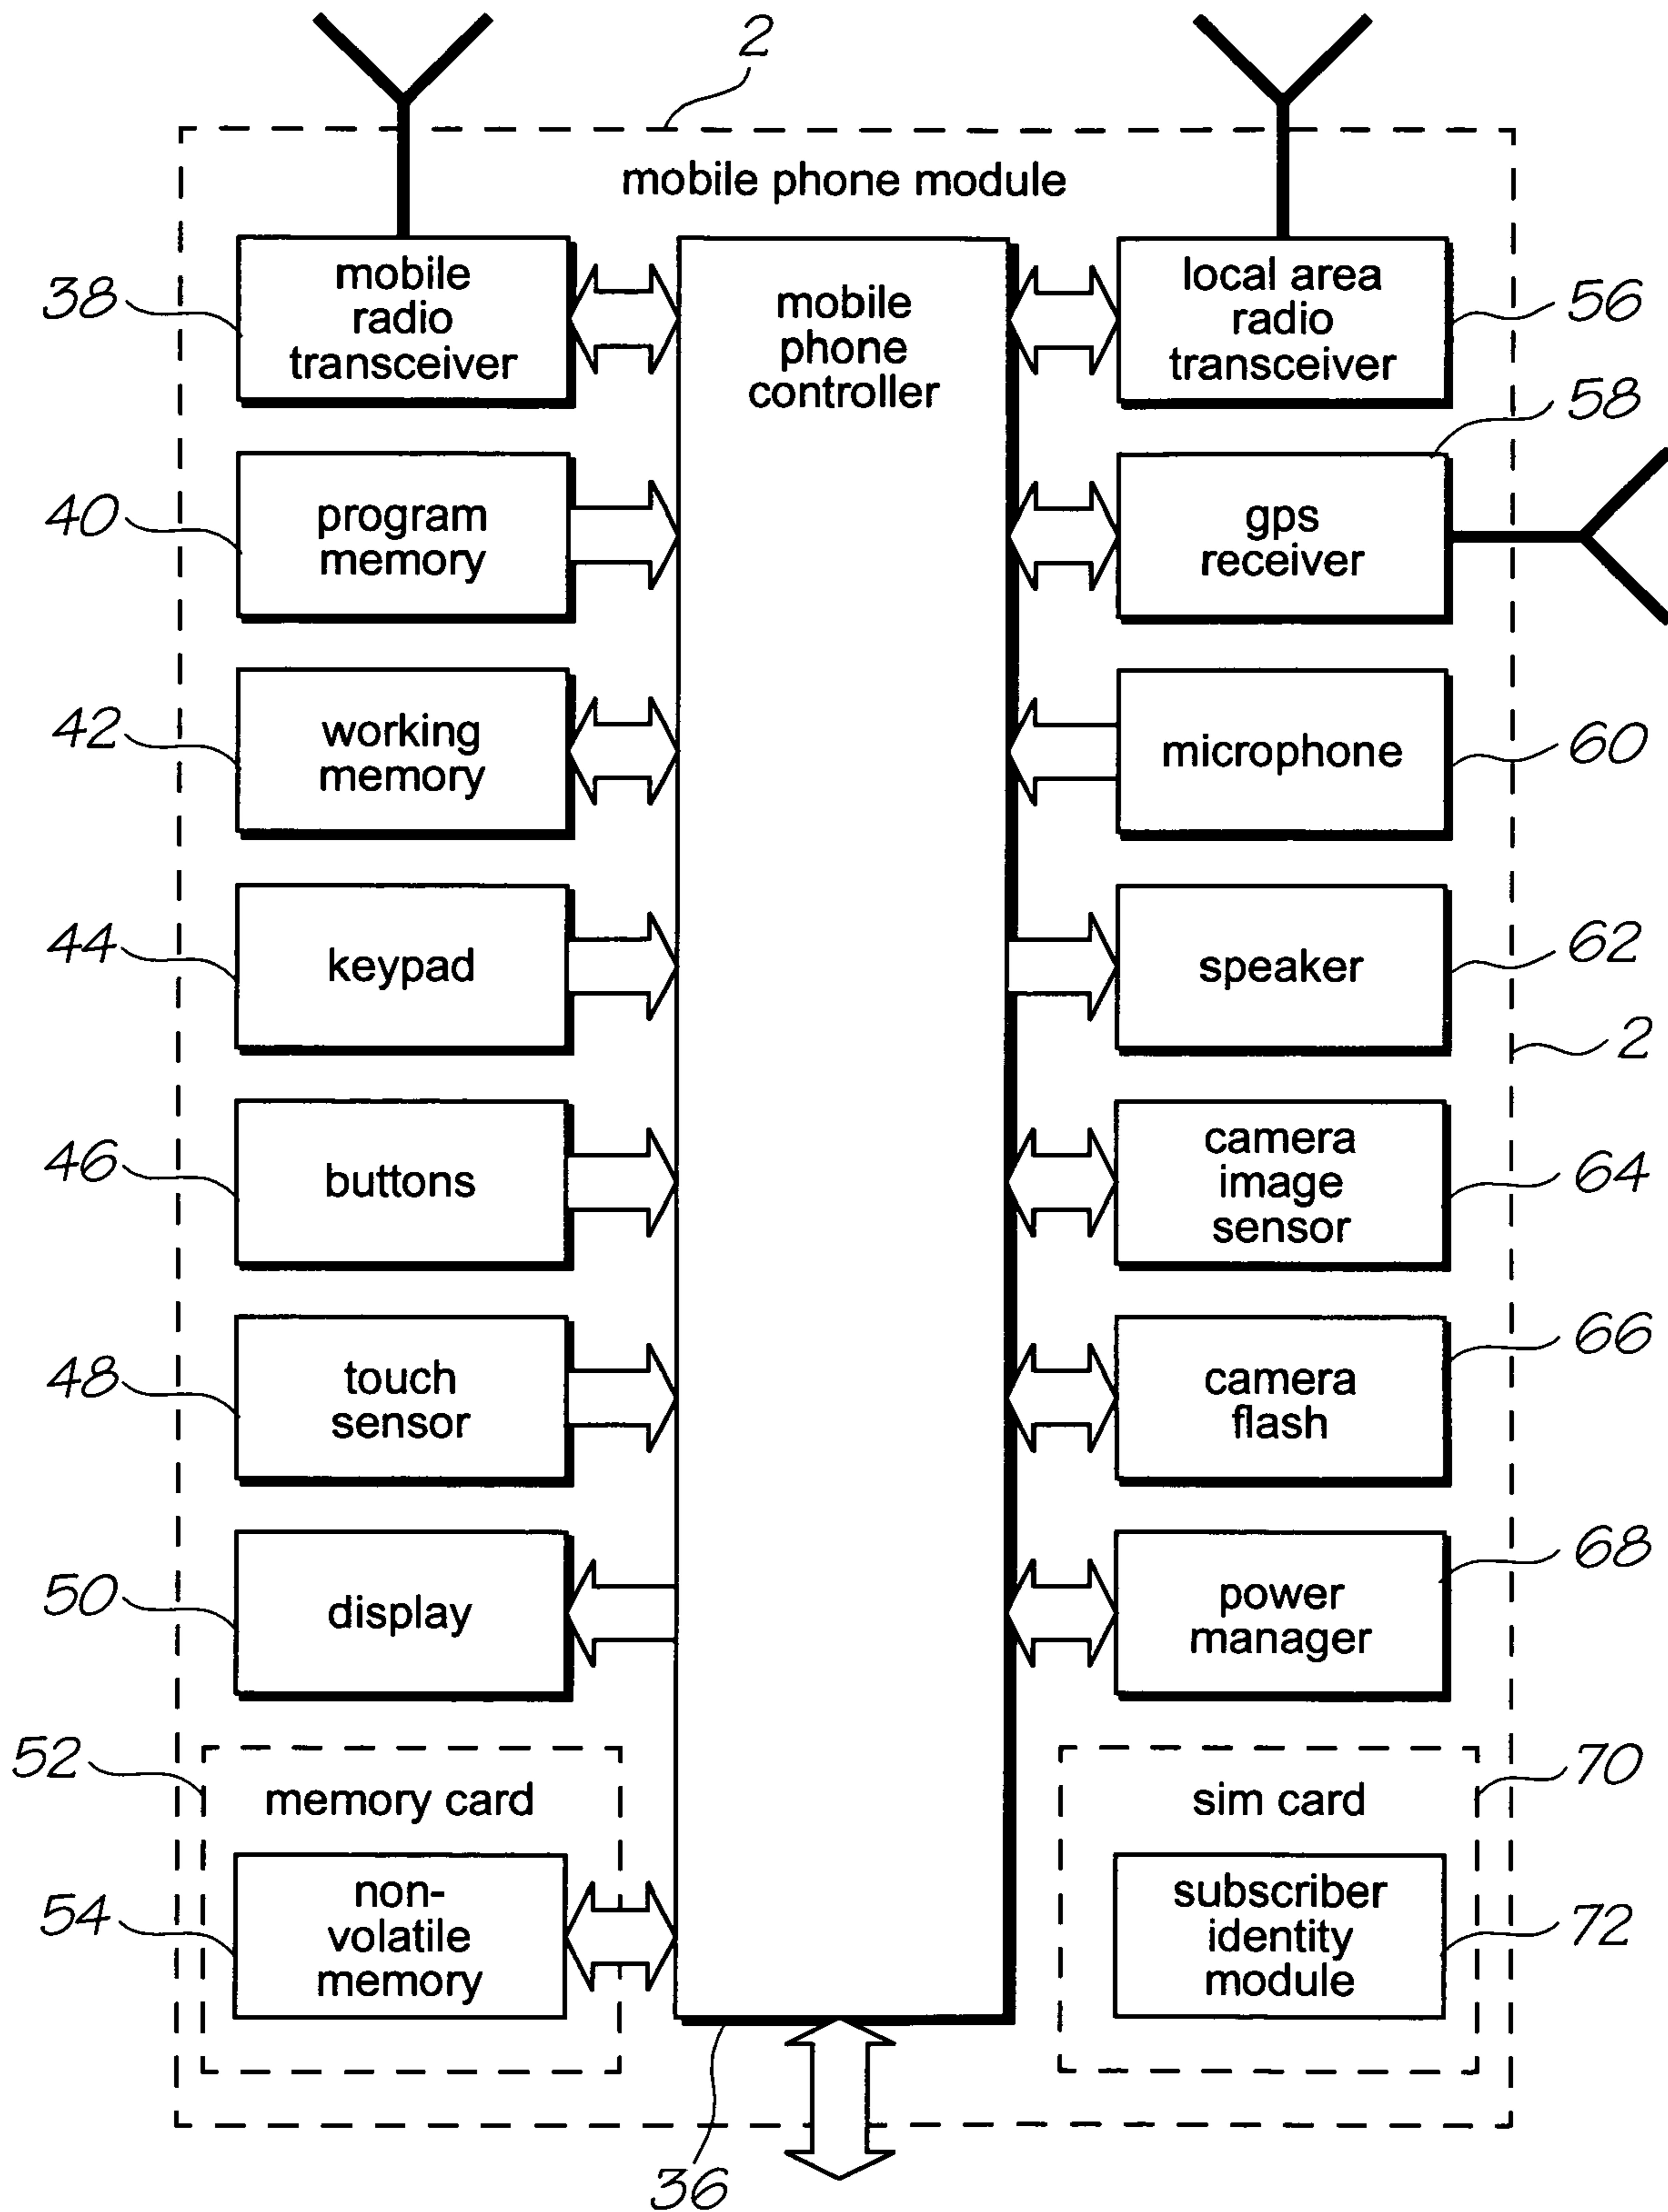 2
mobile phone module
38
mobile
radio
transceiver
mobile
phone
controller
local area
radio
transceiver
56
58
40
program
memory
gps
receiver
42
working
memory
microphone
60
44
keypad
speaker
62
2
46
buttons
camera
image
sensor
64
48
touch
sensor
camera
flash
66
50
display
power
manager
68
52
memory card
sim card
70
54
non-
volatile
memory
subscriber
identity
module
72
36